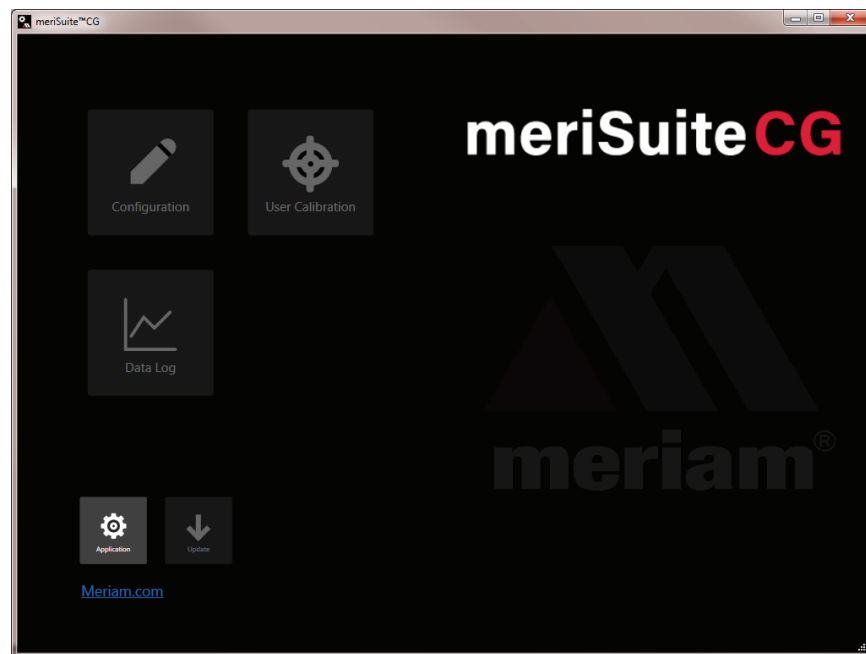 meriSuite™CG
meriSuite CG
Configuration
User Calibration
Data Log
meriam®
Application
Update
Meriam.com